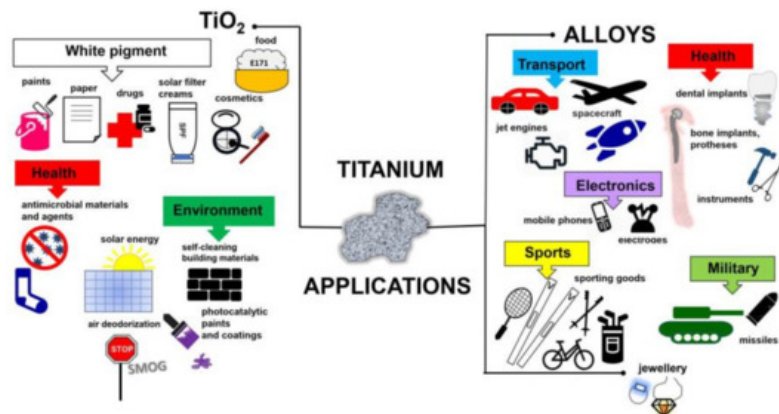 TiO2
White pigment
paints
paper
drugs
solar filter
creams
SPF
food
E171
cosmetics
Health
antimicrobial materials
and agents
solar energy
air deodorization
STOP
SMOG
Environment
self-cleaning
building materials
photocatalytic
paints
and coatings
TITANIUM
APPLICATIONS
ALLOYS
Transport
spacecraft
jet engines
Health
dental implants
bone implants,
protheses
instruments
Electronics
mobile phones
electrodes
Sports
sporting goods
Military
missiles
jewellery